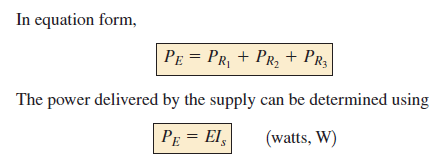 In equation form,
P_E = P_{R_1} + P_{R_2} + P_{R_3}
The power delivered by the supply can be determined using
P_E = EI_s (watts, W)